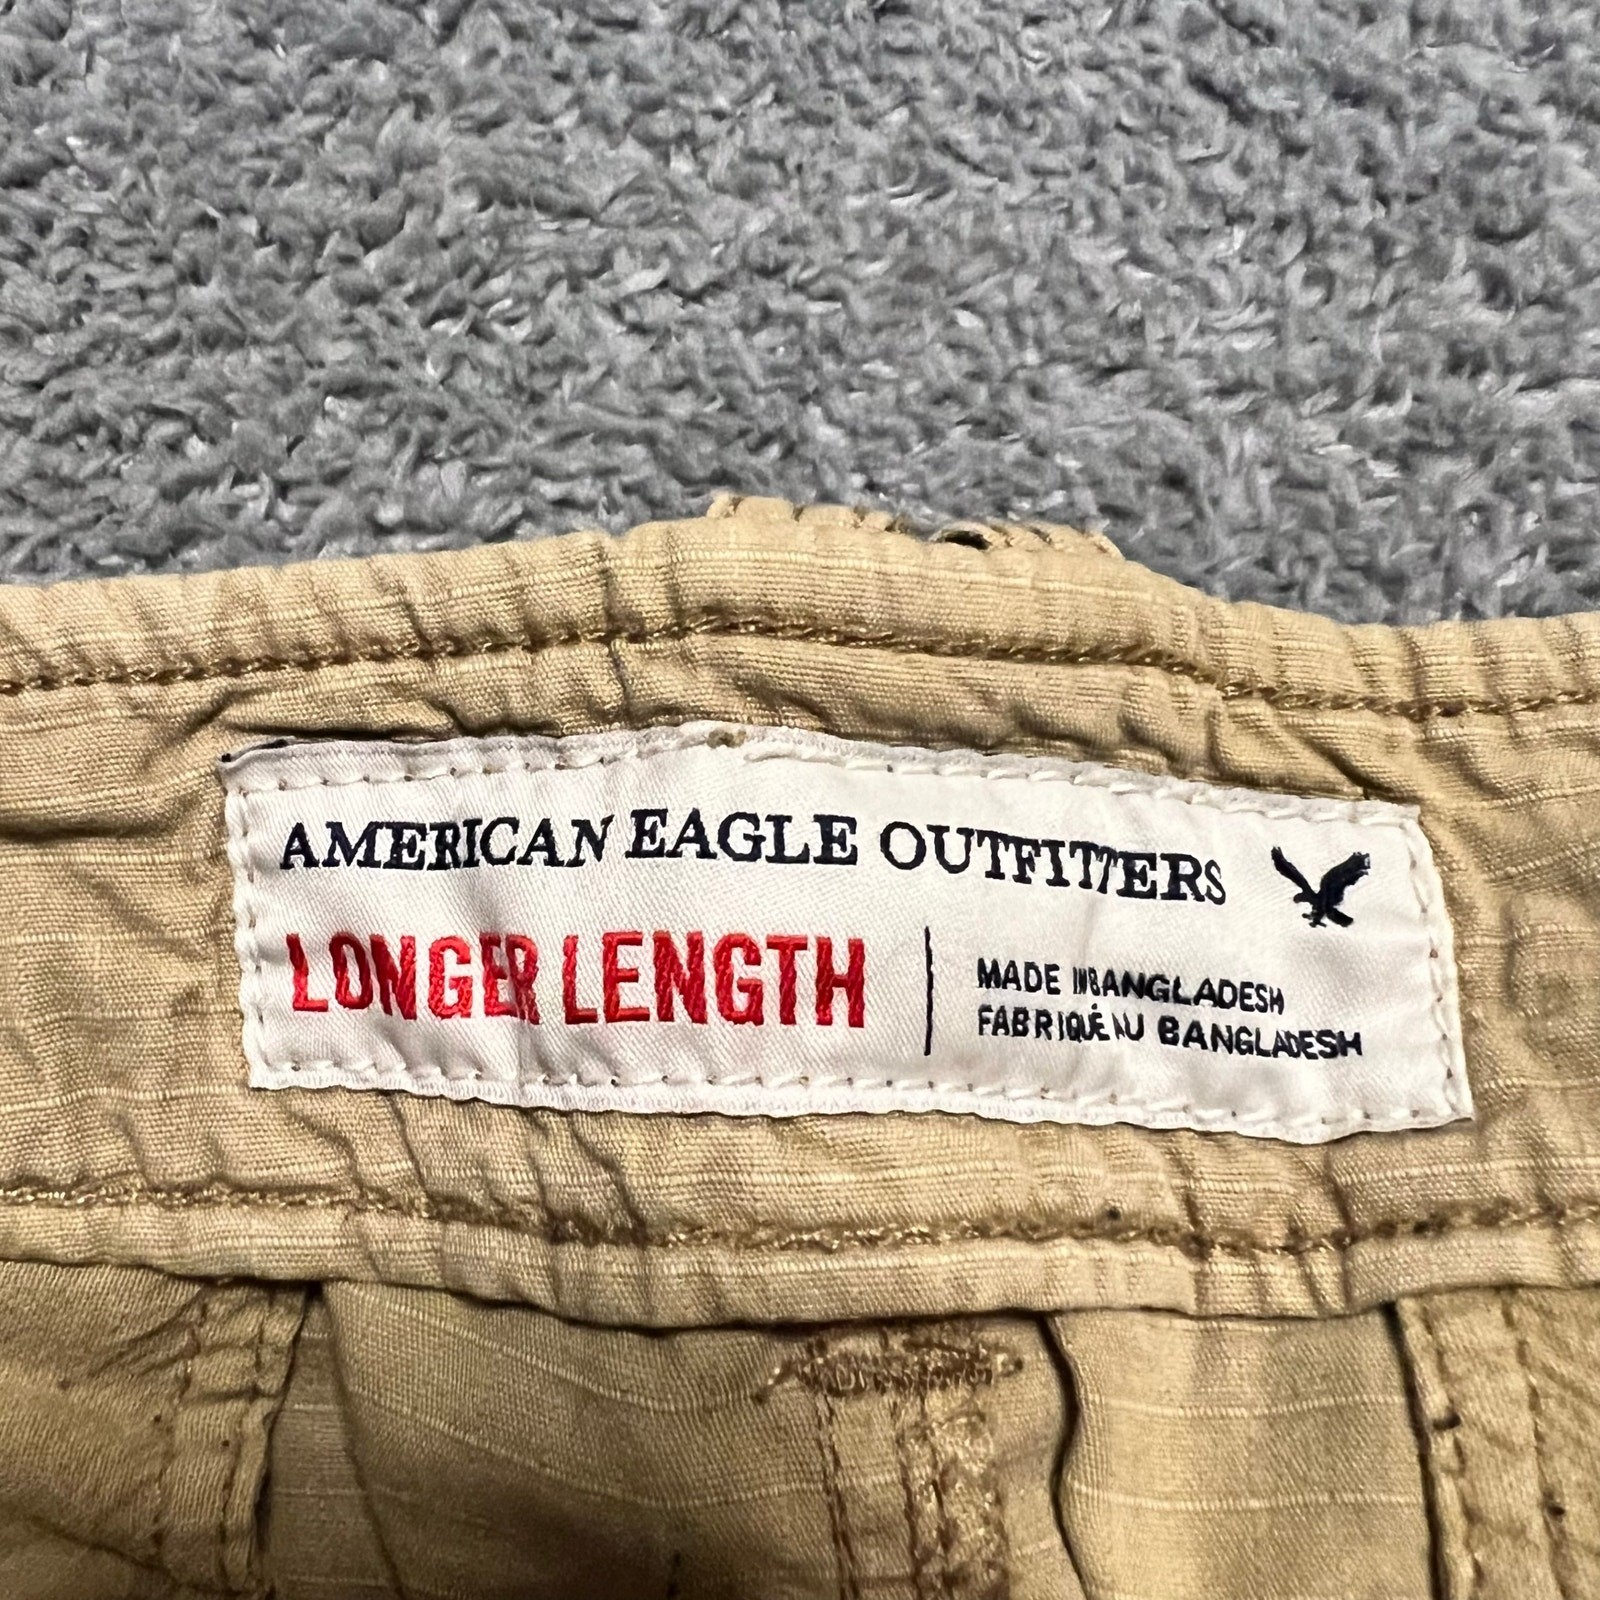 AMERICAN EAGLE OUTFITTERS
LONGER LENGTH
MADE IN BANGLADESH
FABRIQUÉ AU BANGLADESH